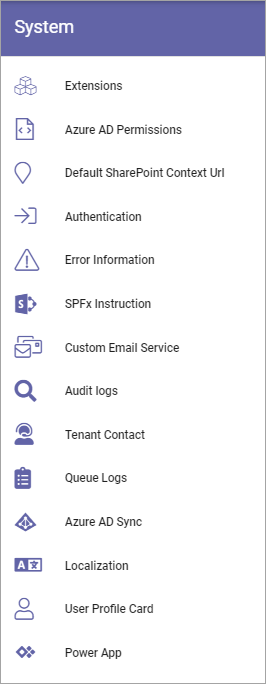 System
Extensions
Azure AD Permissions
Default SharePoint Context Url
Authentication
Error Information
SPFx Instruction
Custom Email Service
Audit logs
Tenant Contact
Queue Logs
Azure AD Sync
Localization
User Profile Card
Power App